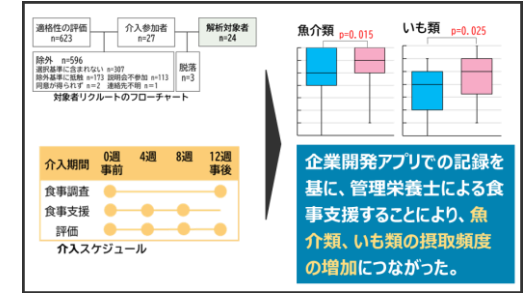 適格性の評価
n=623
介入参加者
n=27
解析対象者
n=24
除外 n=596
選択基準に含まれない n=307
除外基準に抵触 n=173 説明会不参加 n=113
同意が得られず n=2 連絡先不明 n=1
脱落
n=3
対象者リクルートのフローチャート
介入期間 0週 4週 8週 12週
事前 事後
食事調査
食事支援
評価
介入スケジュール
魚介類 p=0.015
いも類 p=0.025
企業開発アプリでの記録を
基に、管理栄養士による食
事支援することにより、魚
介類、いも類の摂取頻度
の増加につながった。